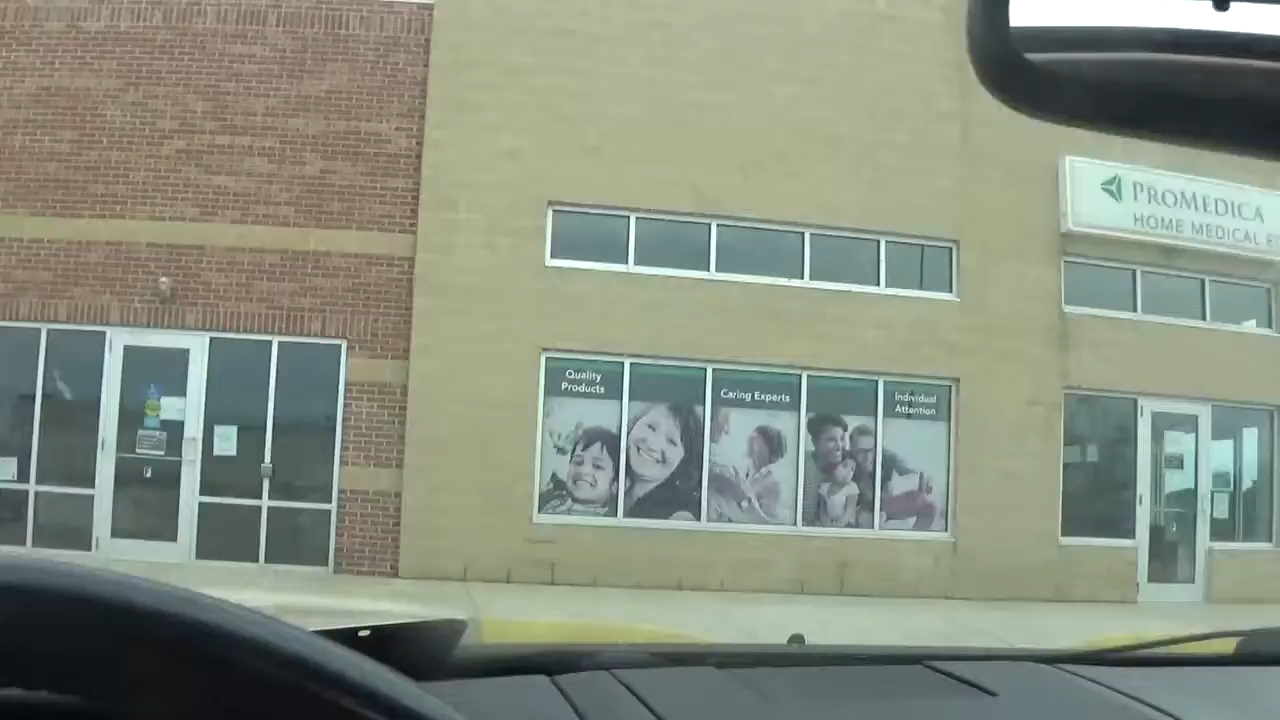 PROMEDICA
HOME MEDICAL E
Quality
Products
Caring Experts
Individual
Attention